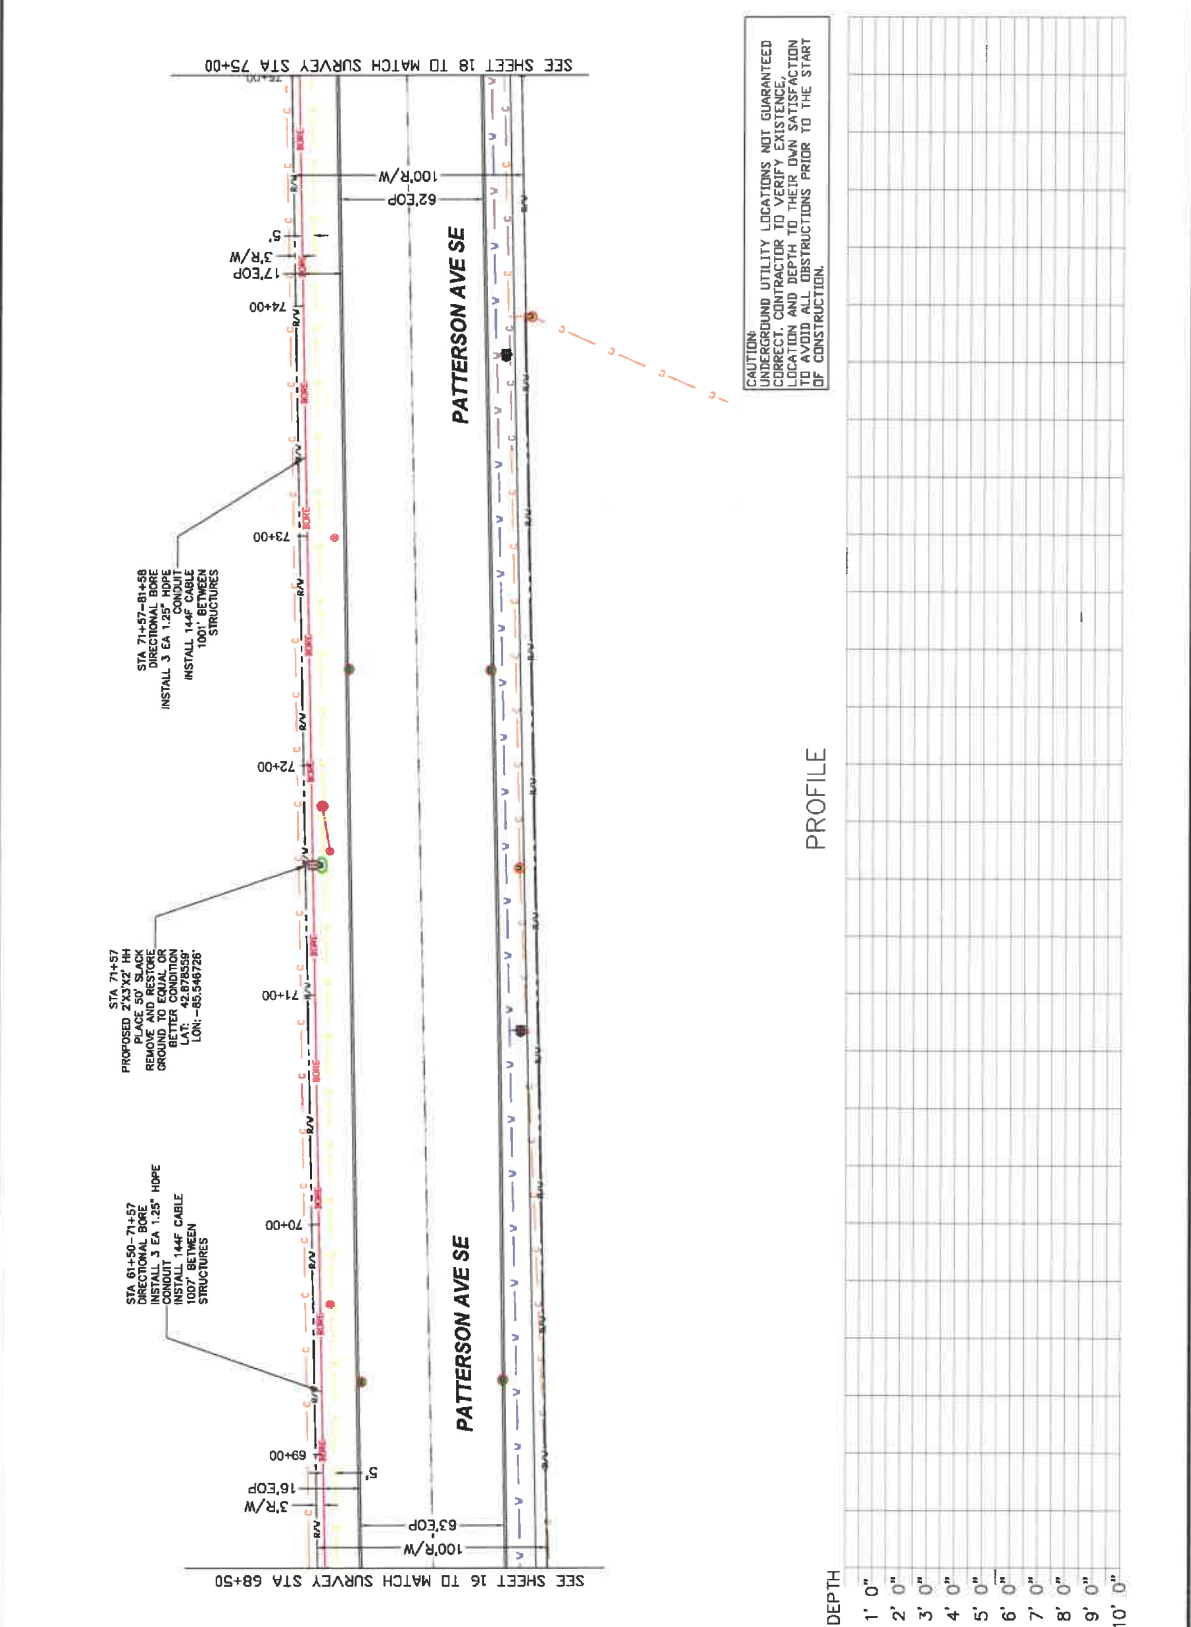 SEE SHEET 18 TO MATCH SURVEY STA 75+00
75+00
BORE
R/W
100'R/W
62'EOP
5'
3'R/W
17'EOP
74+00
PATTERSON AVE SE
CAUTION:
UNDERGROUND UTILITY LOCATIONS NOT GUARANTEED
CORRECT. CONTRACTOR TO VERIFY EXISTENCE,
LOCATION AND DEPTH TO THEIR OWN SATISFACTION
TO AVOID ALL OBSTRUCTIONS PRIOR TO THE START
OF CONSTRUCTION.
STA 71+57-81+58
DIRECTIONAL BORE
INSTALL 3 EA 1.25" HDPE
CONDUIT
INSTALL 144F CABLE
1001' BETWEEN
STRUCTURES
73+00
72+00
STA 71+57
PROPOSED 2'X3'X2' HH
PLACE 50' SLACK
REMOVE AND RESTORE
GROUND TO EQUAL OR
BETTER CONDITION
LAT: 42.878559°
LON: -85.546726°
71+00
STA 61+50-71+57
DIRECTIONAL BORE
INSTALL 3 EA 1.25" HDPE
CONDUIT
INSTALL 144F CABLE
1007' BETWEEN
STRUCTURES
70+00
PATTERSON AVE SE
69+00
5'
16'EOP
3'R/W
63'EOP
100'R/W
SEE SHEET 16 TO MATCH SURVEY STA 68+50
PROFILE
DEPTH
1' 0"
2' 0"
3' 0"
4' 0"
5' 0"
6' 0"
7' 0"
8' 0"
9' 0"
10' 0"